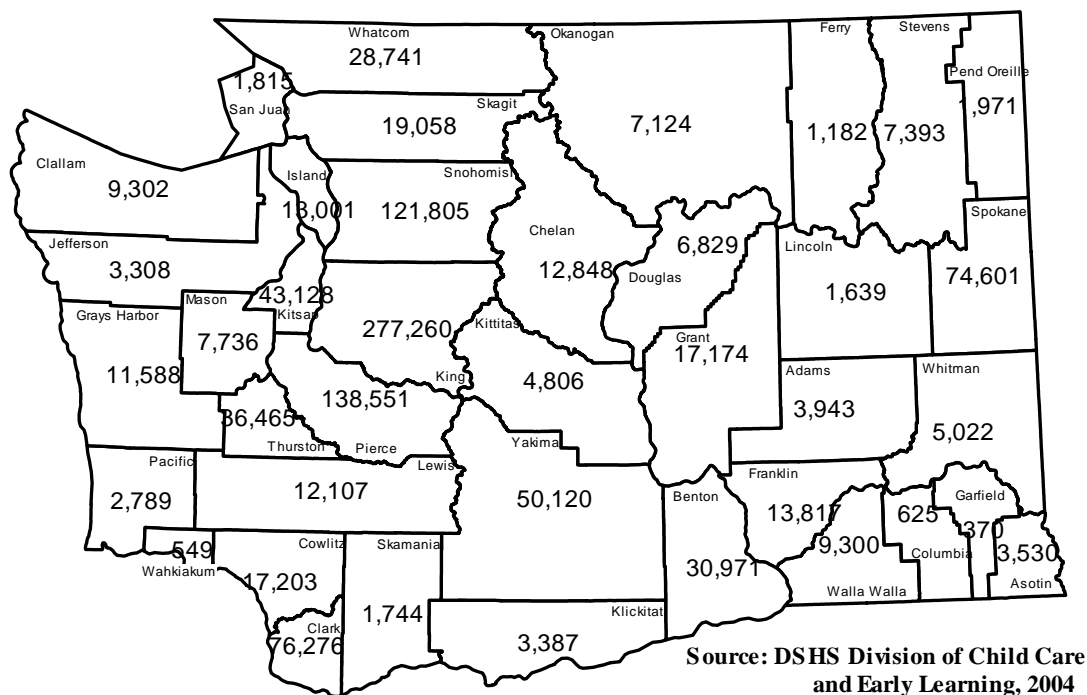 Whatcom
28,741
Okanogan
7,124
Ferry
1,182
Stevens
7,393
Pend Oreille
1,971
1,815
San Juan
Skagit
19,058
Clallam
9,302
Island
13,001
Snohomis
121,805
Chelan
12,848
6,829
Douglas
Spokane
74,601
Lincoln
1,639
Jefferson
3,308
43,128
Kitsap
Mason
7,736
Grays Harbor
11,588
277,260
King
Kittitas
4,806
Grant
17,174
Adams
3,943
Whitman
5,022
36,465
Thurston
138,551
Pierce
Yakima
50,120
Lewis
12,107
Pacific
2,789
Benton
30,971
Franklin
13,817
9,300
Walla Walla
625
Columbia
Garfield
370
3,530
Asotin
549
Wahkiakum
Cowlitz
17,203
Skamania
1,744
Clark
76,276
Klickitat
3,387
Source: DSHS Division of Child Care
and Early Learning, 2004